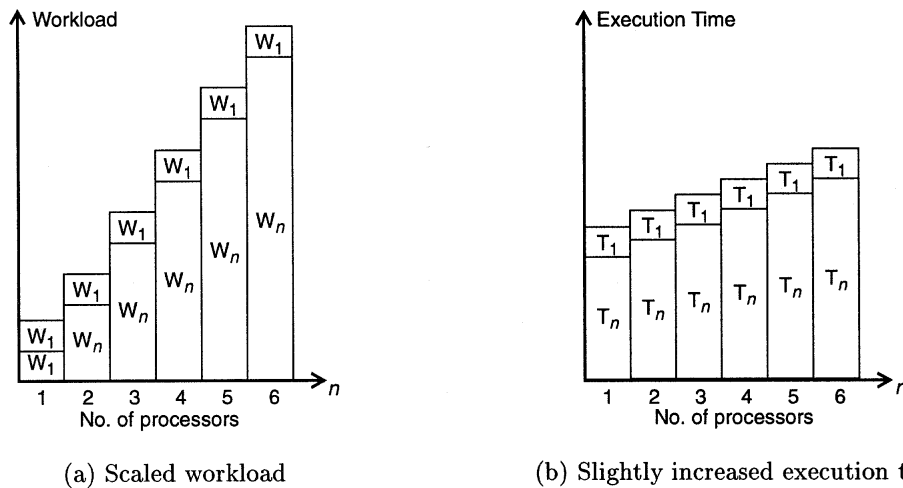 Workload
W1
W1
W1
W1
W1
W1
W1
Wn
Wn
Wn
Wn
Wn
n
1 2 3 4 5 6
No. of processors
(a) Scaled workload
Execution Time
T1
T1
T1
T1
T1
T1
Tn
Tn
Tn
Tn
Tn
Tn
n
1 2 3 4 5 6
No. of processors
(b) Slightly increased execution t